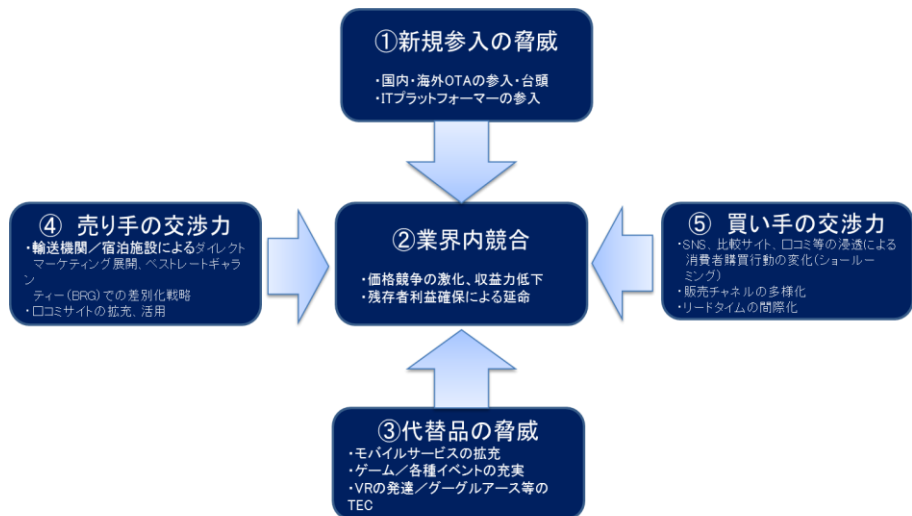 ①新規参入の脅威
・国内・海外OTAの参入・台頭
・ITプラットフォーマーの参入
④ 売り手の交渉力
・輸送機関／宿泊施設によるダイレクト
マーケティング展開、ベストレートギャラ
ン
ティー(BRG)での差別化戦略
・口コミサイトの拡充、活用
②業界内競合
・価格競争の激化、収益力低下
・残存者利益確保による延命
⑤ 買い手の交渉力
・SNS、比較サイト、口コミ等の浸透による
消費者購買行動の変化(ショールー
ミング)
・販売チャネルの多様化
・リードタイムの間際化
③代替品の脅威
・モバイルサービスの拡充
・ゲーム／各種イベントの充実
・VRの発達／グーグルアース等の
TEC